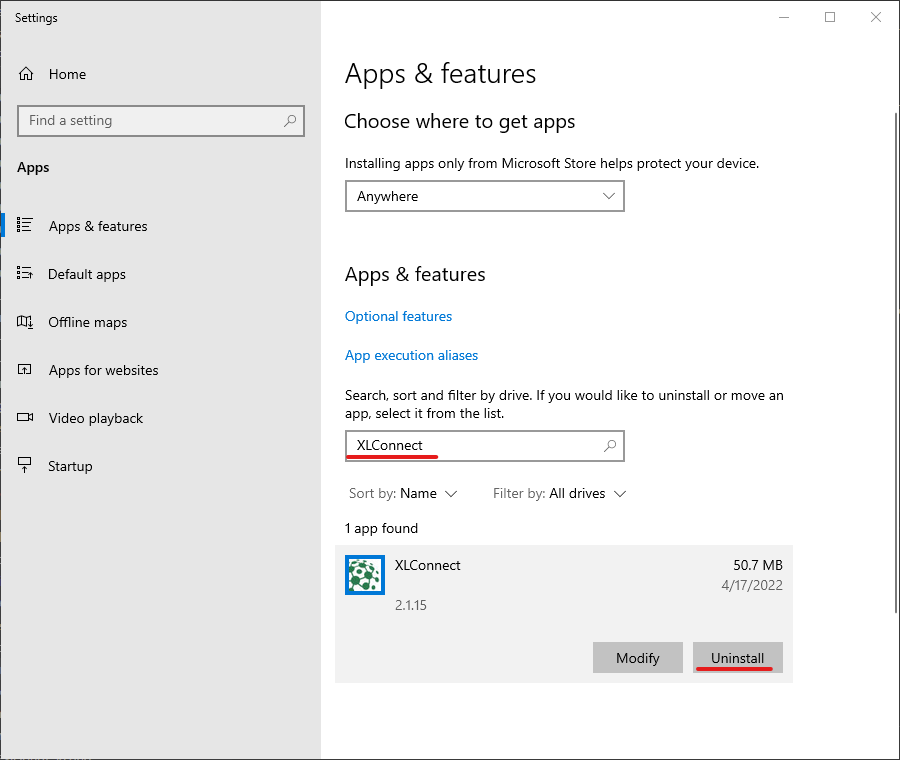 Settings
Home
Find a setting
Apps
Apps & features
Default apps
Offline maps
Apps for websites
Video playback
Startup
Apps & features
Choose where to get apps
Installing apps only from Microsoft Store helps protect your device.
Anywhere
Apps & features
Optional features
App execution aliases
Search, sort and filter by drive. If you would like to uninstall or move an
app, select it from the list.
XLConnect
Sort by: Name Filter by: All drives
1 app found
XLConnect 50.7 MB
4/17/2022
2.1.15
Modify Uninstall